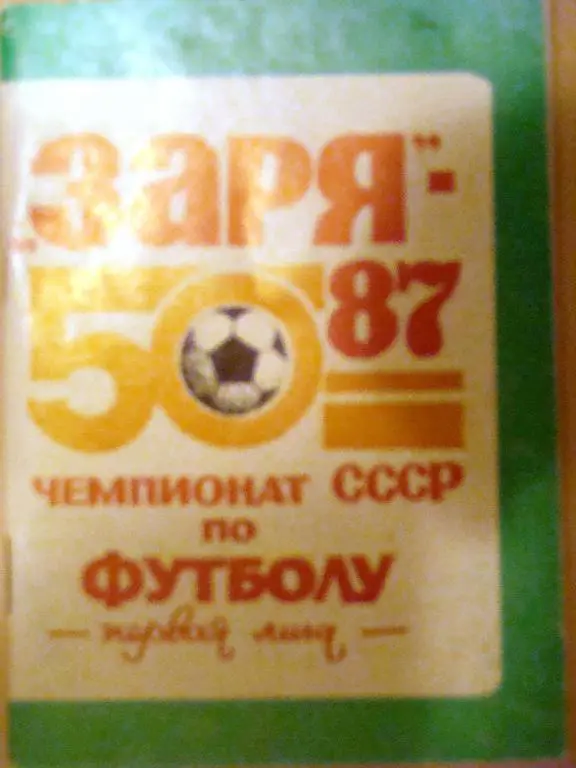 „ЗАРЯ"-
50 87
ЧЕМПИОНАТ СССР
ПО
ФУТБОЛУ
— первая лига —